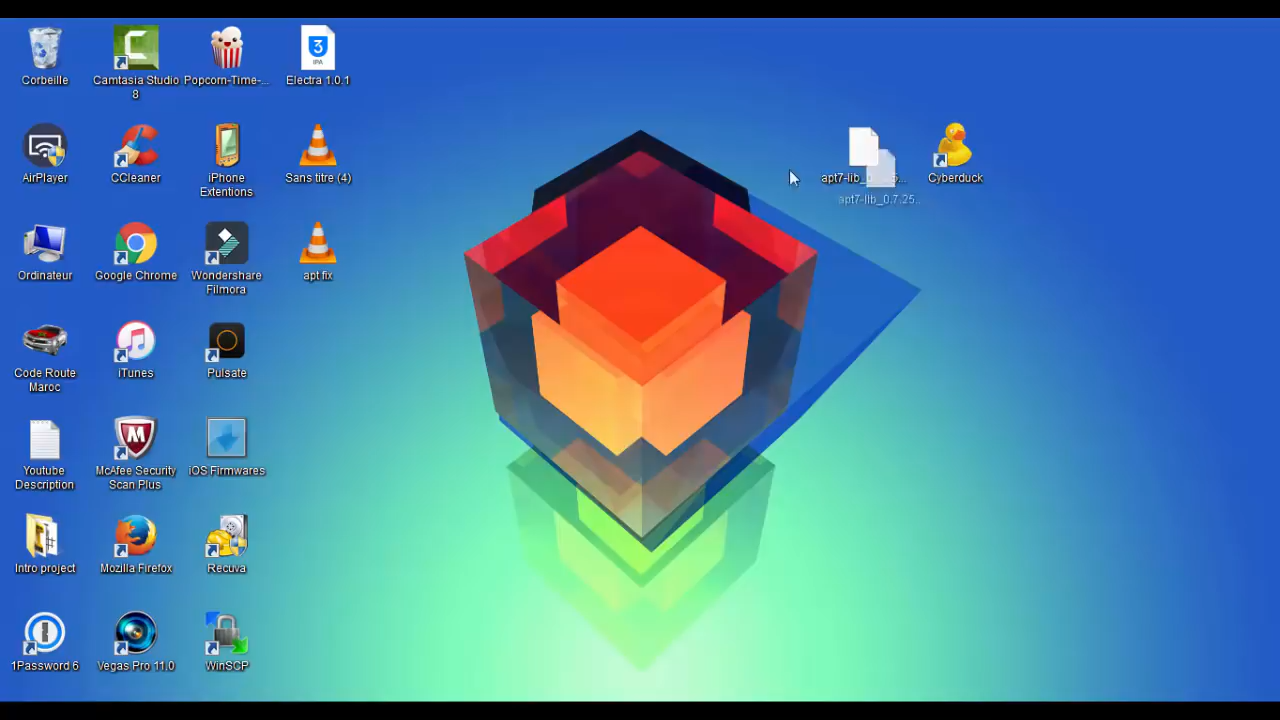 Corbeille
Camtasia Studio
8
Popcorn-Time-...
Electra 1.0.1
3
IPA
AirPlayer
CCleaner
iPhone
Extentions
Sans titre (4)
apt7-lib_
Cyberduck
apt7-lib_0.7.25..
Ordinateur
Google Chrome
Wondershare
Filmora
apt fix
Code Route
Maroc
iTunes
Pulsate
Youtube
Description
McAfee Security
Scan Plus
iOS Firmwares
Intro project
Mozilla Firefox
Recuva
1Password 6
Vegas Pro 11.0
WinSCP